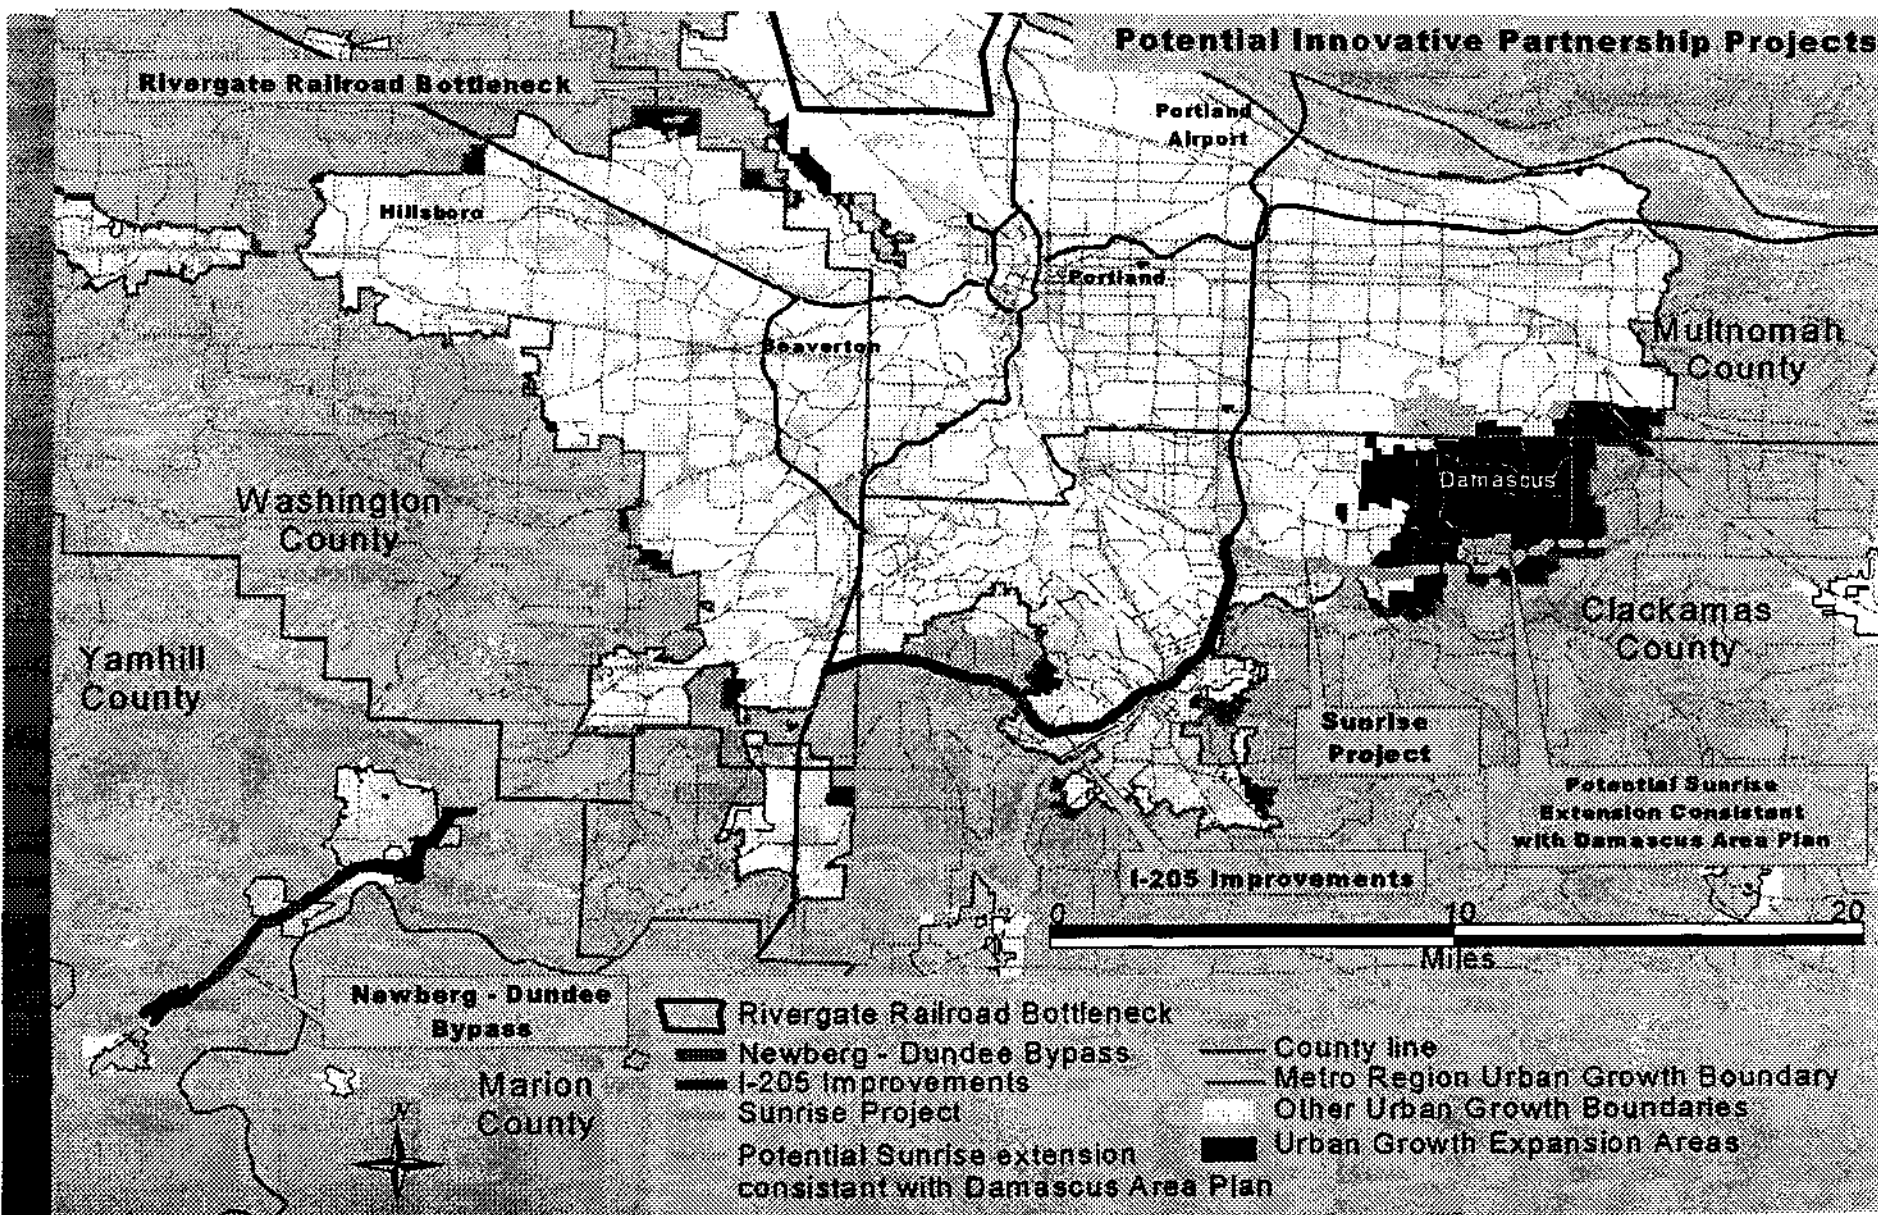 Potential Innovative Partnership Projects
Rivergate Railroad Bottleneck
Portland
Airport
Hillsboro
Portland
Beaverton
Multnomah
County
Damascus
Washington
County
Clackamas
County
Yamhill
County
Sunrise
Project
Potential Sunrise
Extension Consistant
with Damascus Area Plan
I-205 Improvements
0 10 20
Miles
Newberg - Dundee
Bypass
Marion
County
N
Rivergate Railroad Bottleneck
Newberg - Dundee Bypass
I-205 Improvements
Sunrise Project
Potential Sunrise extension
consistant with Damascus Area Plan
County line
Metro Region Urban Growth Boundary
Other Urban Growth Boundaries
Urban Growth Expansion Areas